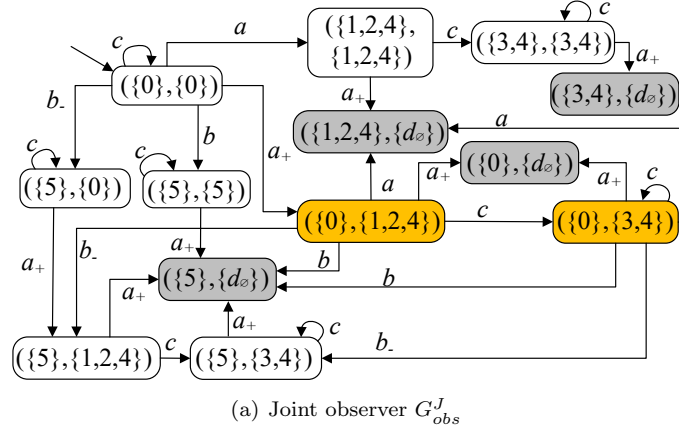 c
a
({1,2,4},
{1,2,4})
c
({3,4},{3,4})
c
a₊
({0},{0})
b₋
b
a₊
a₊
({3,4},{d∅})
({1,2,4},{d∅})
a
c
c
({5},{0})
({5},{5})
a
a₊
({0},{d∅})
a₊
c
({0},{1,2,4})
c
({0},{3,4})
a₊
b₋
a₊
b
b
({5},{d∅})
a₊
a₊
c
({5},{1,2,4})
c
({5},{3,4})
b₋
(a) Joint observer G^J_obs